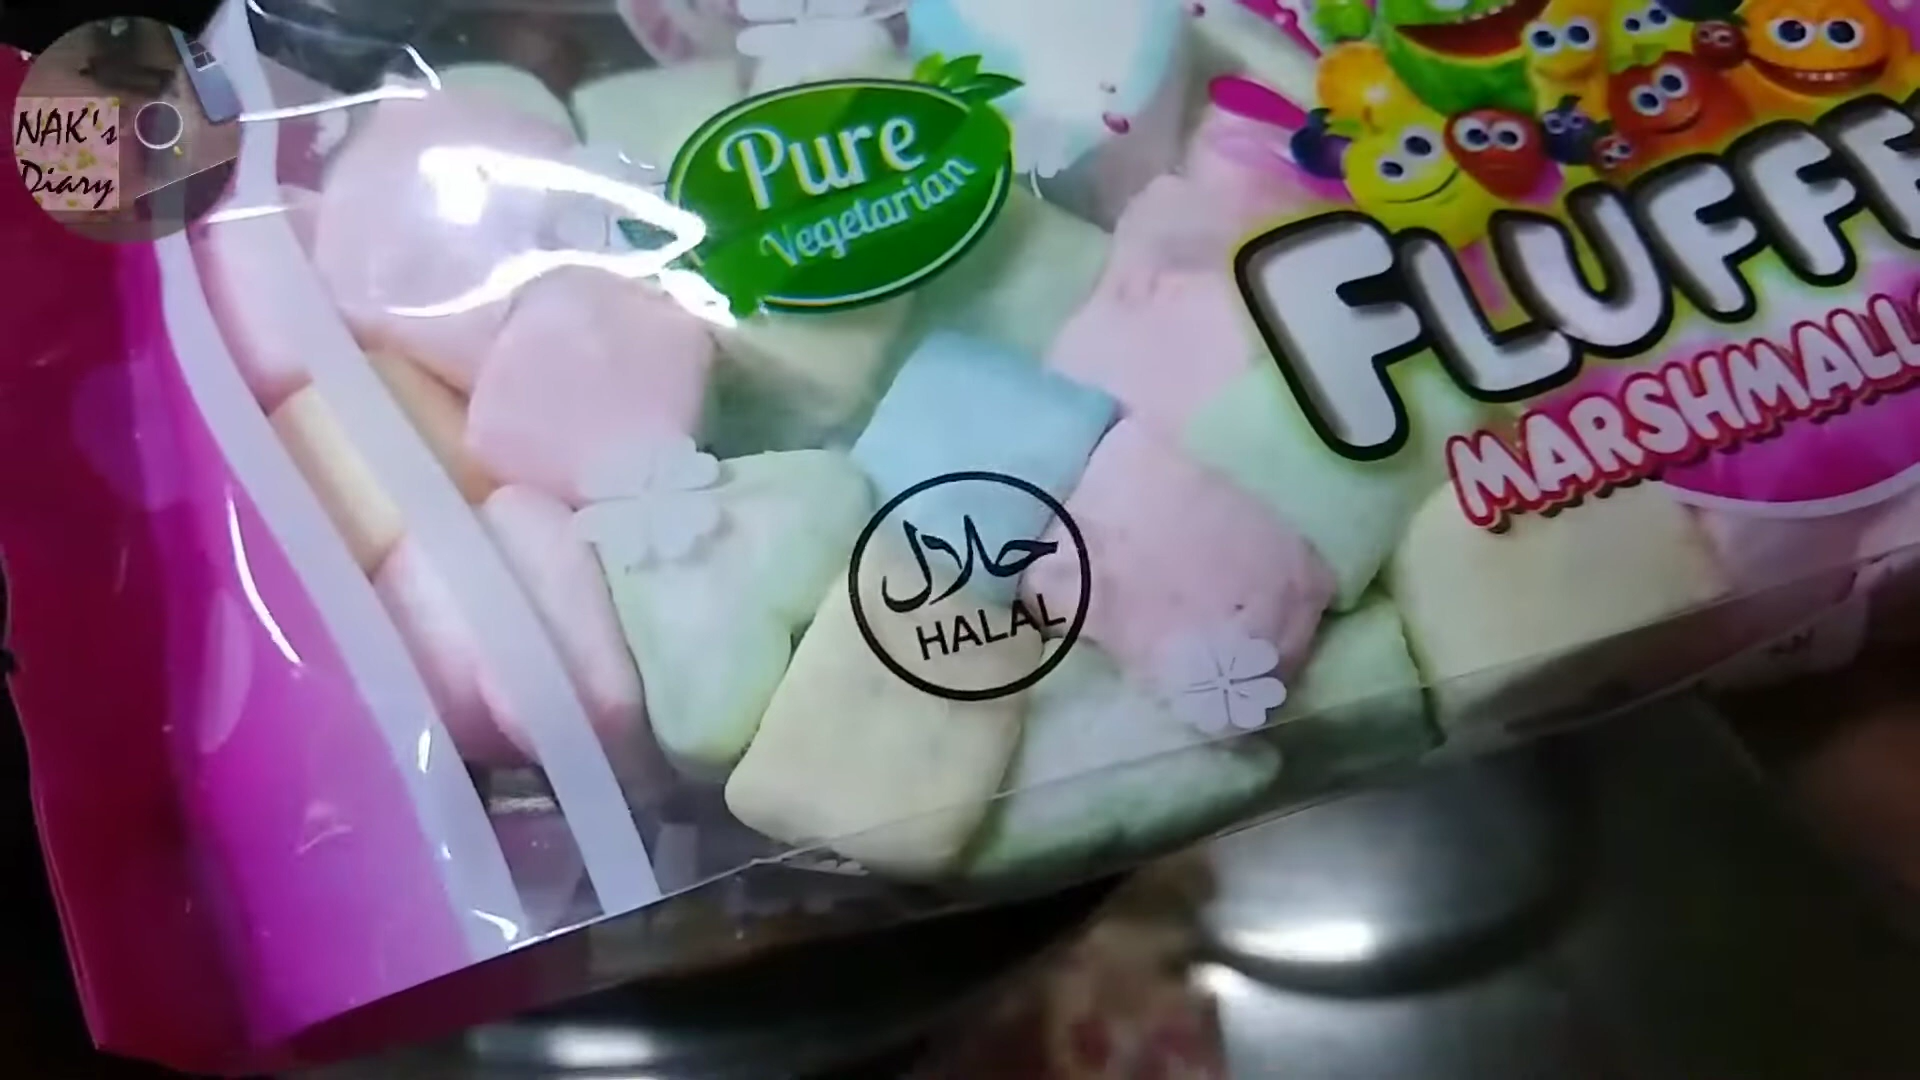 NAK's
Diary
Pure
Vegetarian
FLUFF
MARSHMALL
حلال
HALAL